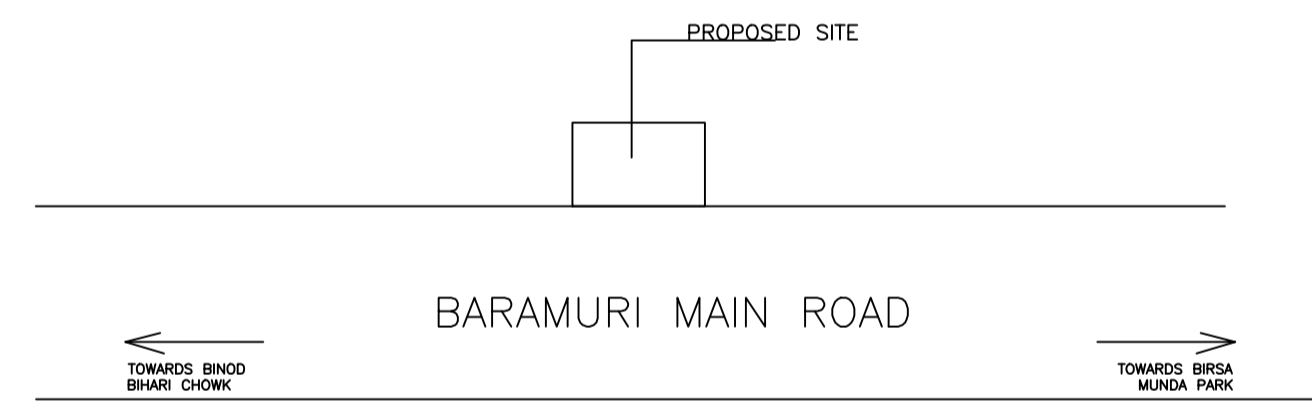 PROPOSED SITE
BARAMURI MAIN ROAD
TOWARDS BINOD
BIHARI CHOWK
TOWARDS BIRSA
MUNDA PARK